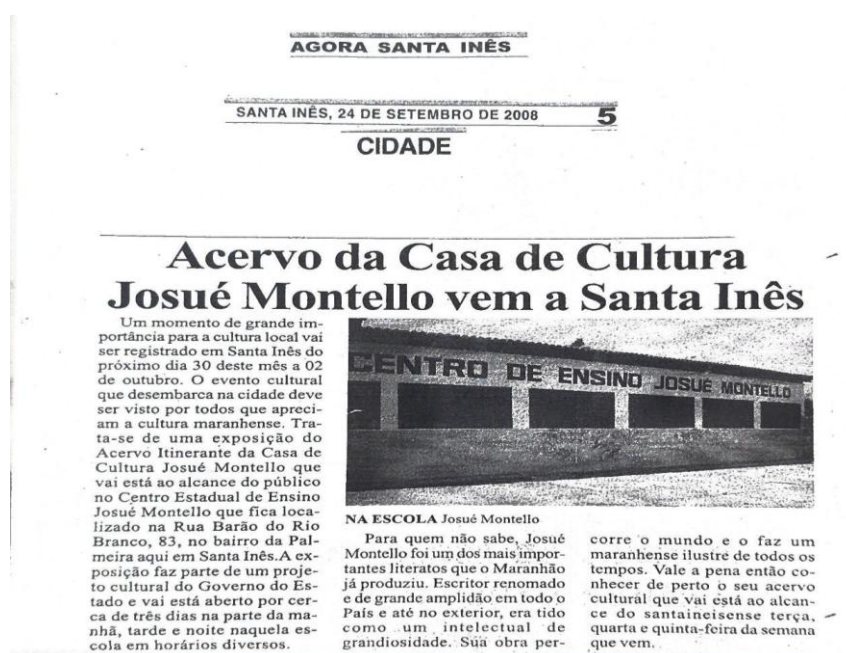 AGORA SANTA INÊS
SANTA INÊS, 24 DE SETEMBRO DE 2008 5
CIDADE
Acervo da Casa de Cultura
Josué Montello vem a Santa Inês
Um momento de grande im-
portância para a cultura local vai
ser registrado em Santa Inês do
próximo dia 30 deste mês a 02
de outubro. O evento cultural
que desembarca na cidade deve
ser visto por todos que apreci-
am a cultura maranhense. Tra-
ta-se de uma exposição do
Acervo Itinerante da Casa de
Cultura Josué Montello que
vai está ao alcance do público
no Centro Estadual de Ensino
Josué Montello que fica loca-
lizado na Rua Barão do Rio
Branco, 83, no bairro da Pal-
meira aqui em Santa Inês.A ex-
posição faz parte de um proje-
to cultural do Governo do Es-
tado e vai está aberto por cer-
ca de três dias na parte da ma-
nhã, tarde e noite naquela es-
cola em horários diversos.
CENTRO DE ENSINO JOSUÉ MONTELLO
NA ESCOLA Josué Montello
Para quem não sabe, Josué
Montello foi um dos mais impor-
tantes literatos que o Maranhão
já produziu. Escritor renomado
e de grande amplidão em todo o
País e até no exterior, era tido
como um intelectual de
grandiosidade. Sua obra per-
corre o mundo e o faz um
maranhense ilustre de todos os
tempos. Vale a pena então co-
nhecer de perto o seu acervo
cultural que vai está ao alcan-
ce do santaineisense terça,
quarta e quinta-feira da semana
que vem.